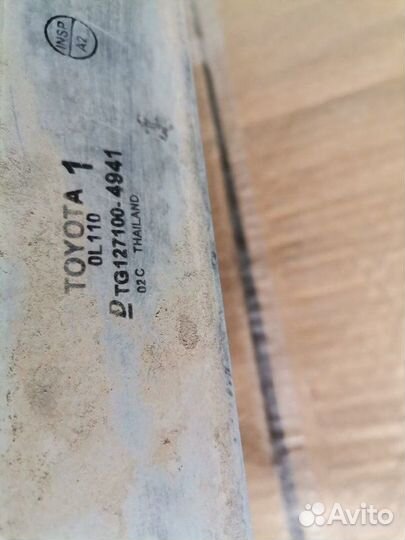 INSP
A2
TOYOTA 1
0L110
D TG127100-4941
02C THAILAND
Avito